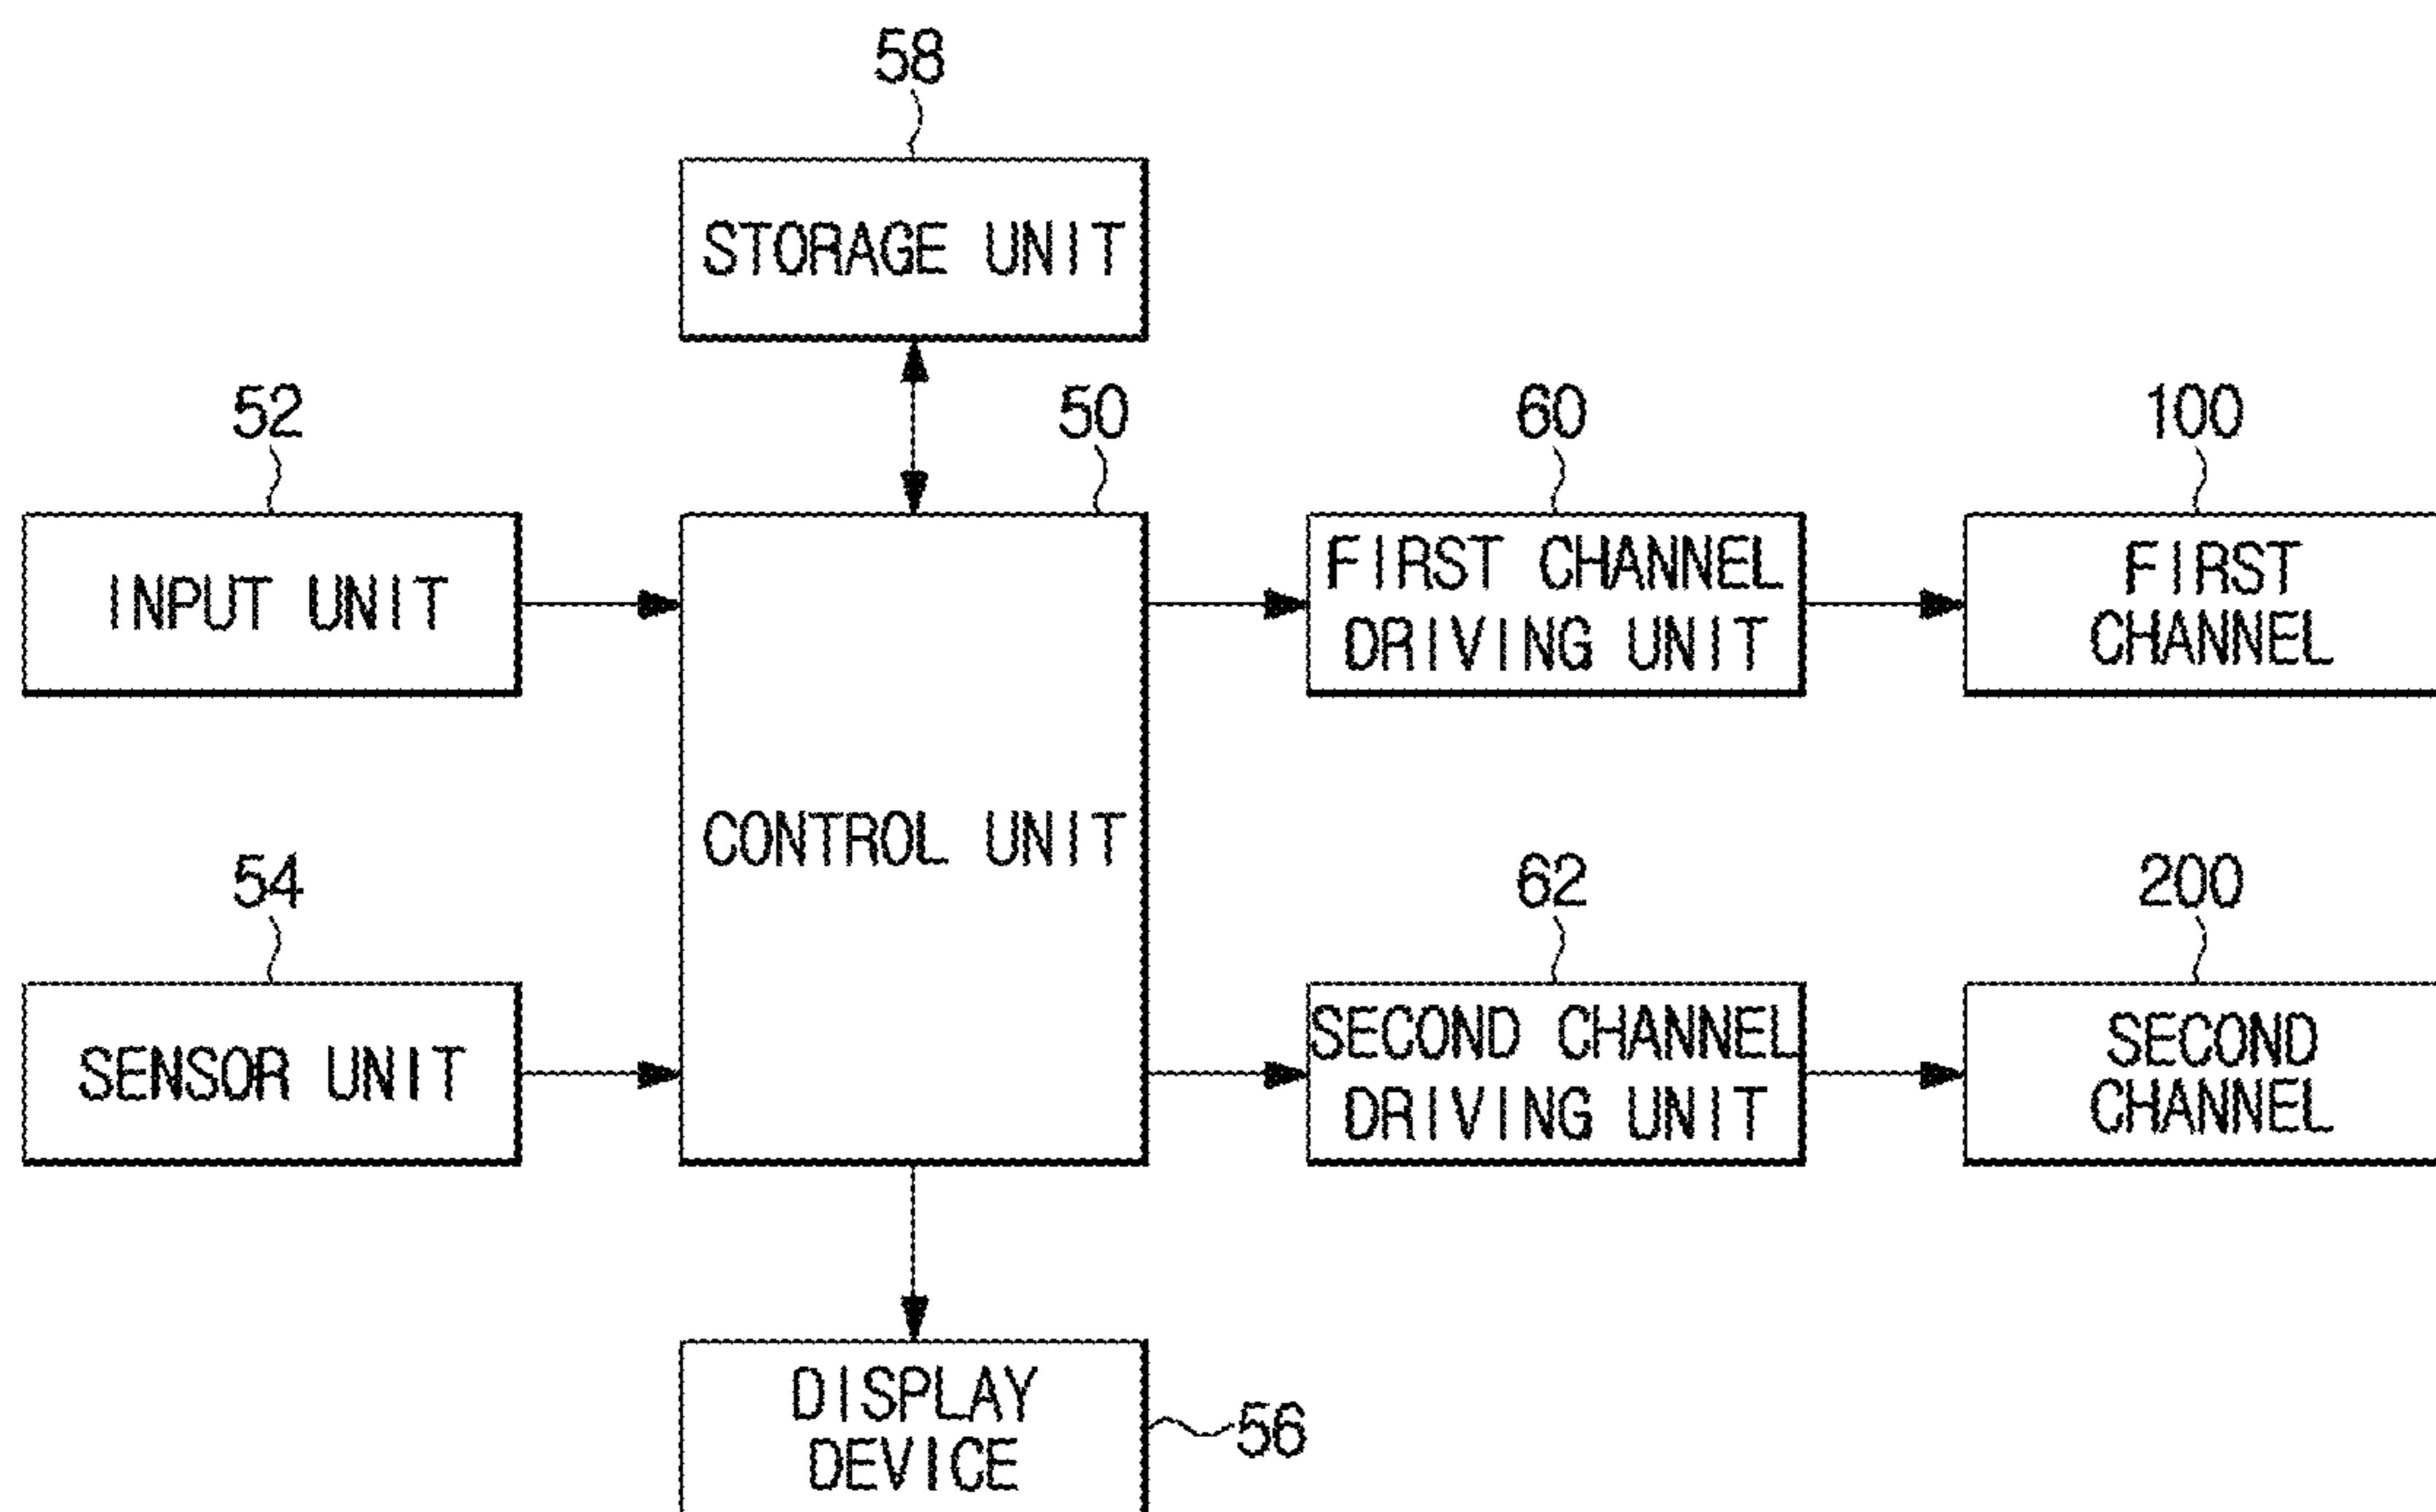 58
STORAGE UNIT
52
50
60
100
INPUT UNIT
FIRST CHANNEL
DRIVING UNIT
FIRST
CHANNEL
CONTROL UNIT
54
62
200
SENSOR UNIT
SECOND CHANNEL
DRIVING UNIT
SECOND
CHANNEL
DISPLAY
DEVICE
56